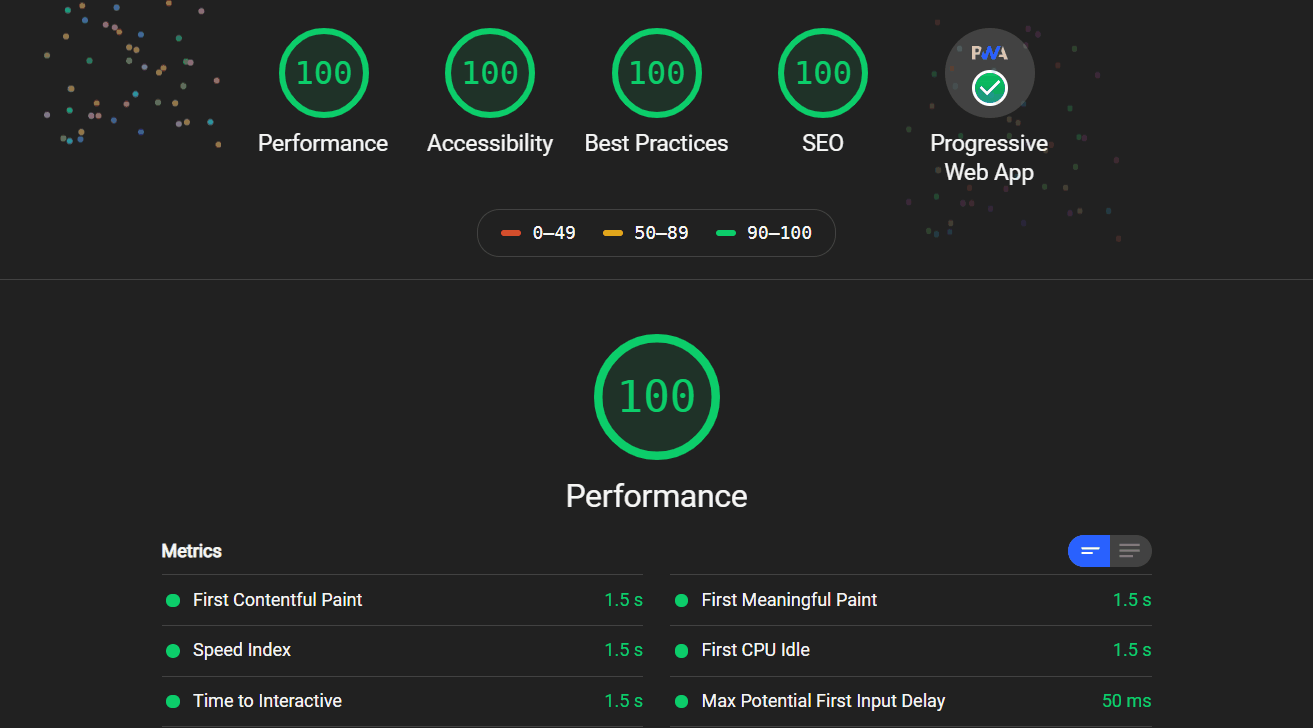 100 100 100 100 PWA
Performance Accessibility Best Practices SEO Progressive
Web App
0–49 50–89 90–100
100
Performance
Metrics
First Contentful Paint 1.5 s First Meaningful Paint 1.5 s
Speed Index 1.5 s First CPU Idle 1.5 s
Time to Interactive 1.5 s Max Potential First Input Delay 50 ms